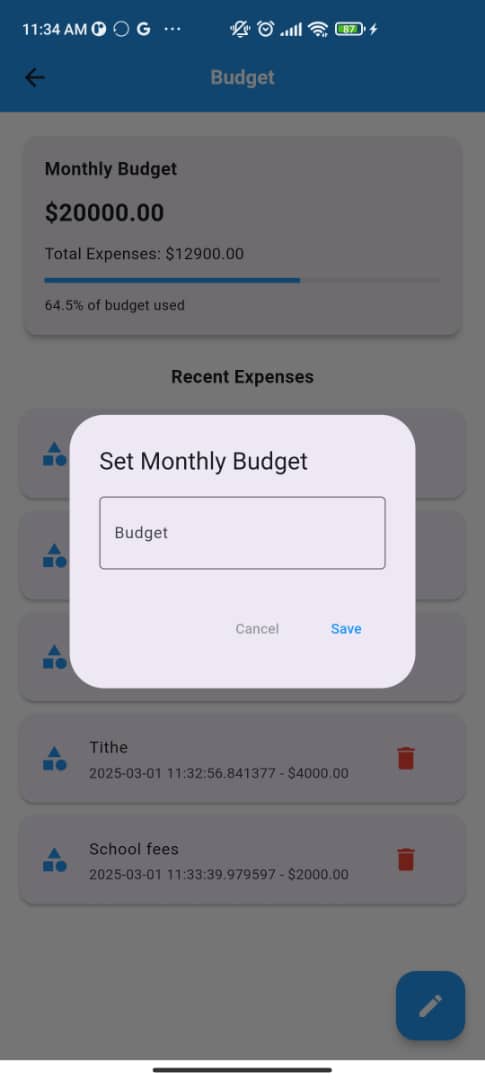 11:34 AM G ...
87
Budget
Monthly Budget
$20000.00
Total Expenses: $12900.00
64.5% of budget used
Recent Expenses
Set Monthly Budget
Budget
Cancel Save
Tithe
2025-03-01 11:32:56.841377 - $4000.00
School fees
2025-03-01 11:33:39.979597 - $2000.00